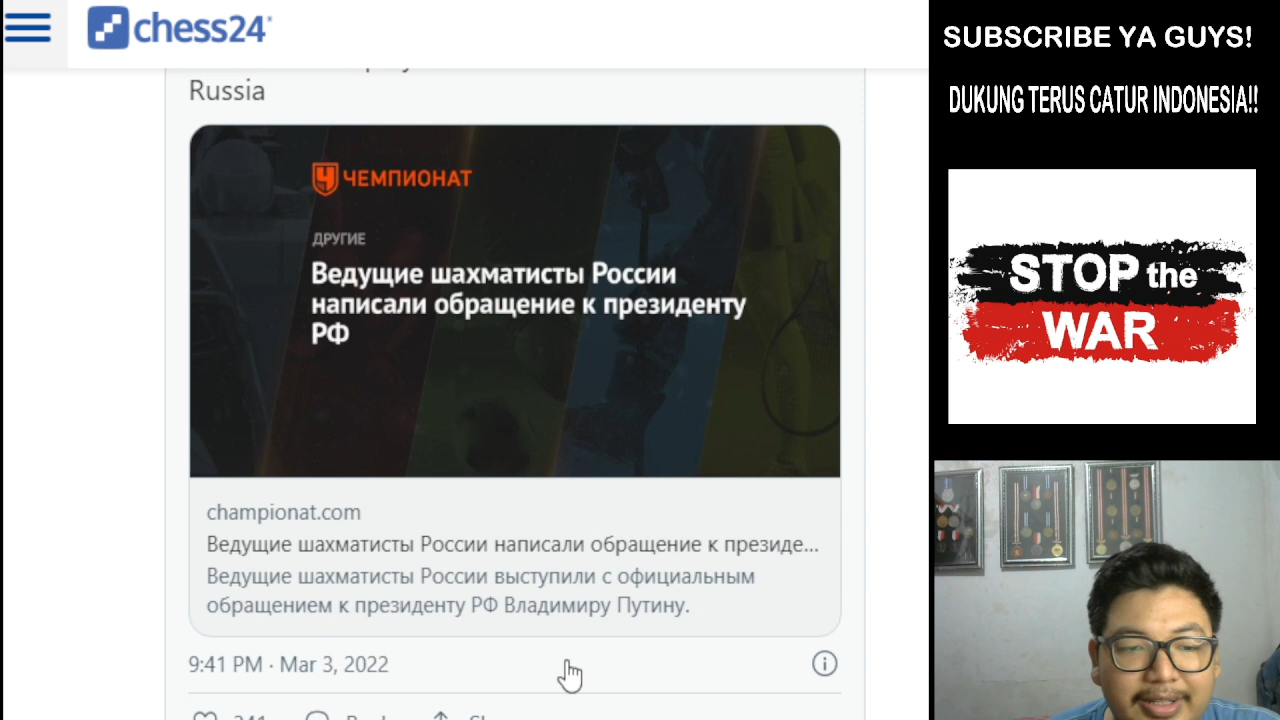 chess24
Russia
ЧЕМПИОНАТ
ДРУГИЕ
Ведущие шахматисты России
написали обращение к президенту
РФ
championat.com
Ведущие шахматисты России написали обращение к президе...
Ведущие шахматисты России выступили с официальным
обращением к президенту РФ Владимиру Путину.
9:41 PM · Mar 3, 2022
SUBSCRIBE YA GUYS!
DUKUNG TERUS CATUR INDONESIA!!
STOP the
WAR